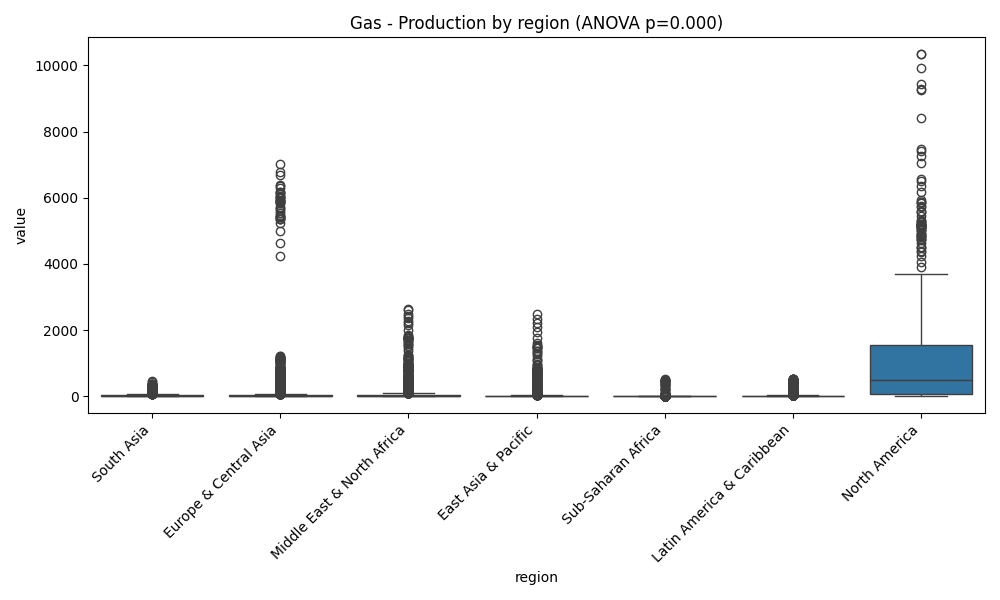 Gas - Production by region (ANOVA p=0.000)
value
10000
8000
6000
4000
2000
0
South Asia
Europe & Central Asia
Middle East & North Africa
East Asia & Pacific
Sub-Saharan Africa
Latin America & Caribbean
North America
region